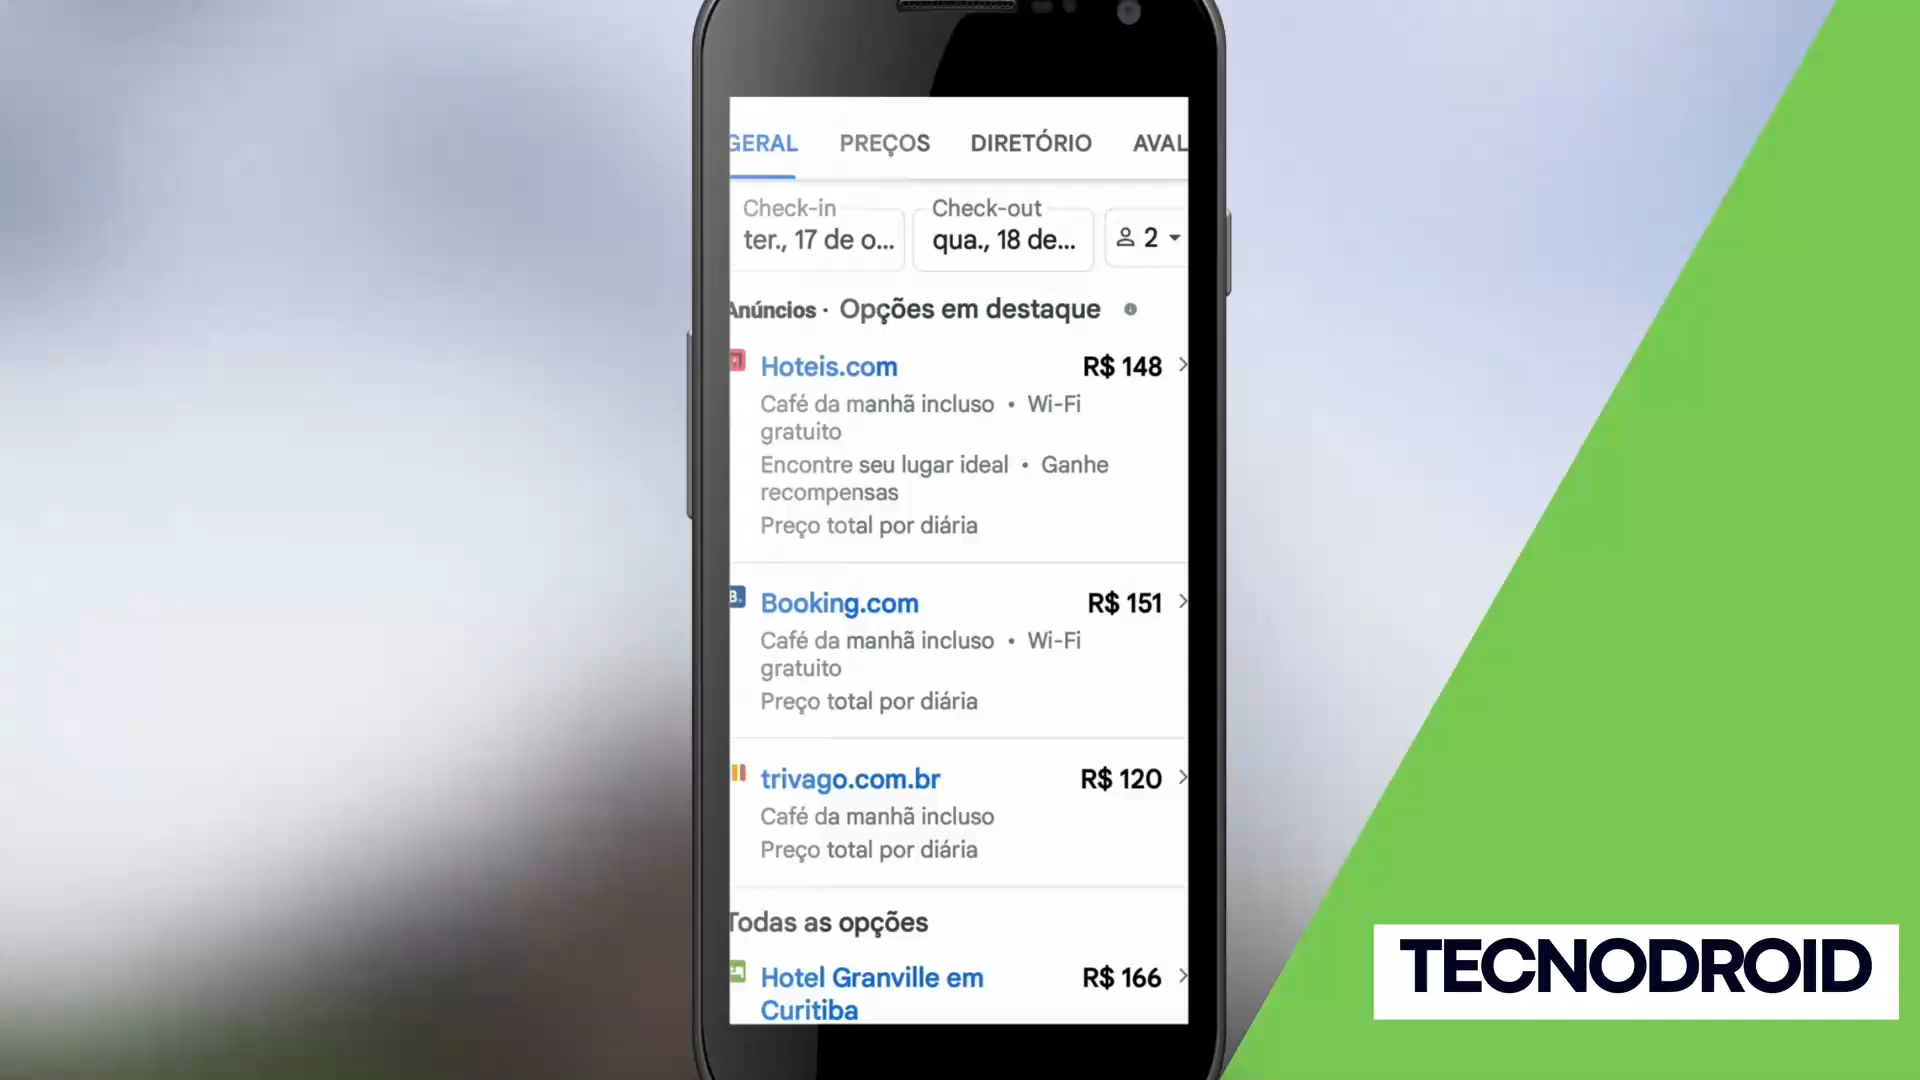 GERAL PREÇOS DIRETÓRIO AVAL
Check-in Check-out
ter., 17 de o... qua., 18 de... 2
Anúncios · Opções em destaque
Hoteis.com R$ 148
Café da manhã incluso • Wi-Fi
gratuito
Encontre seu lugar ideal • Ganhe
recompensas
Preço total por diária
B. Booking.com R$ 151
Café da manhã incluso • Wi-Fi
gratuito
Preço total por diária
trivago.com.br R$ 120
Café da manhã incluso
Preço total por diária
Todas as opções
Hotel Granville em R$ 166
Curitiba
TECNODROID